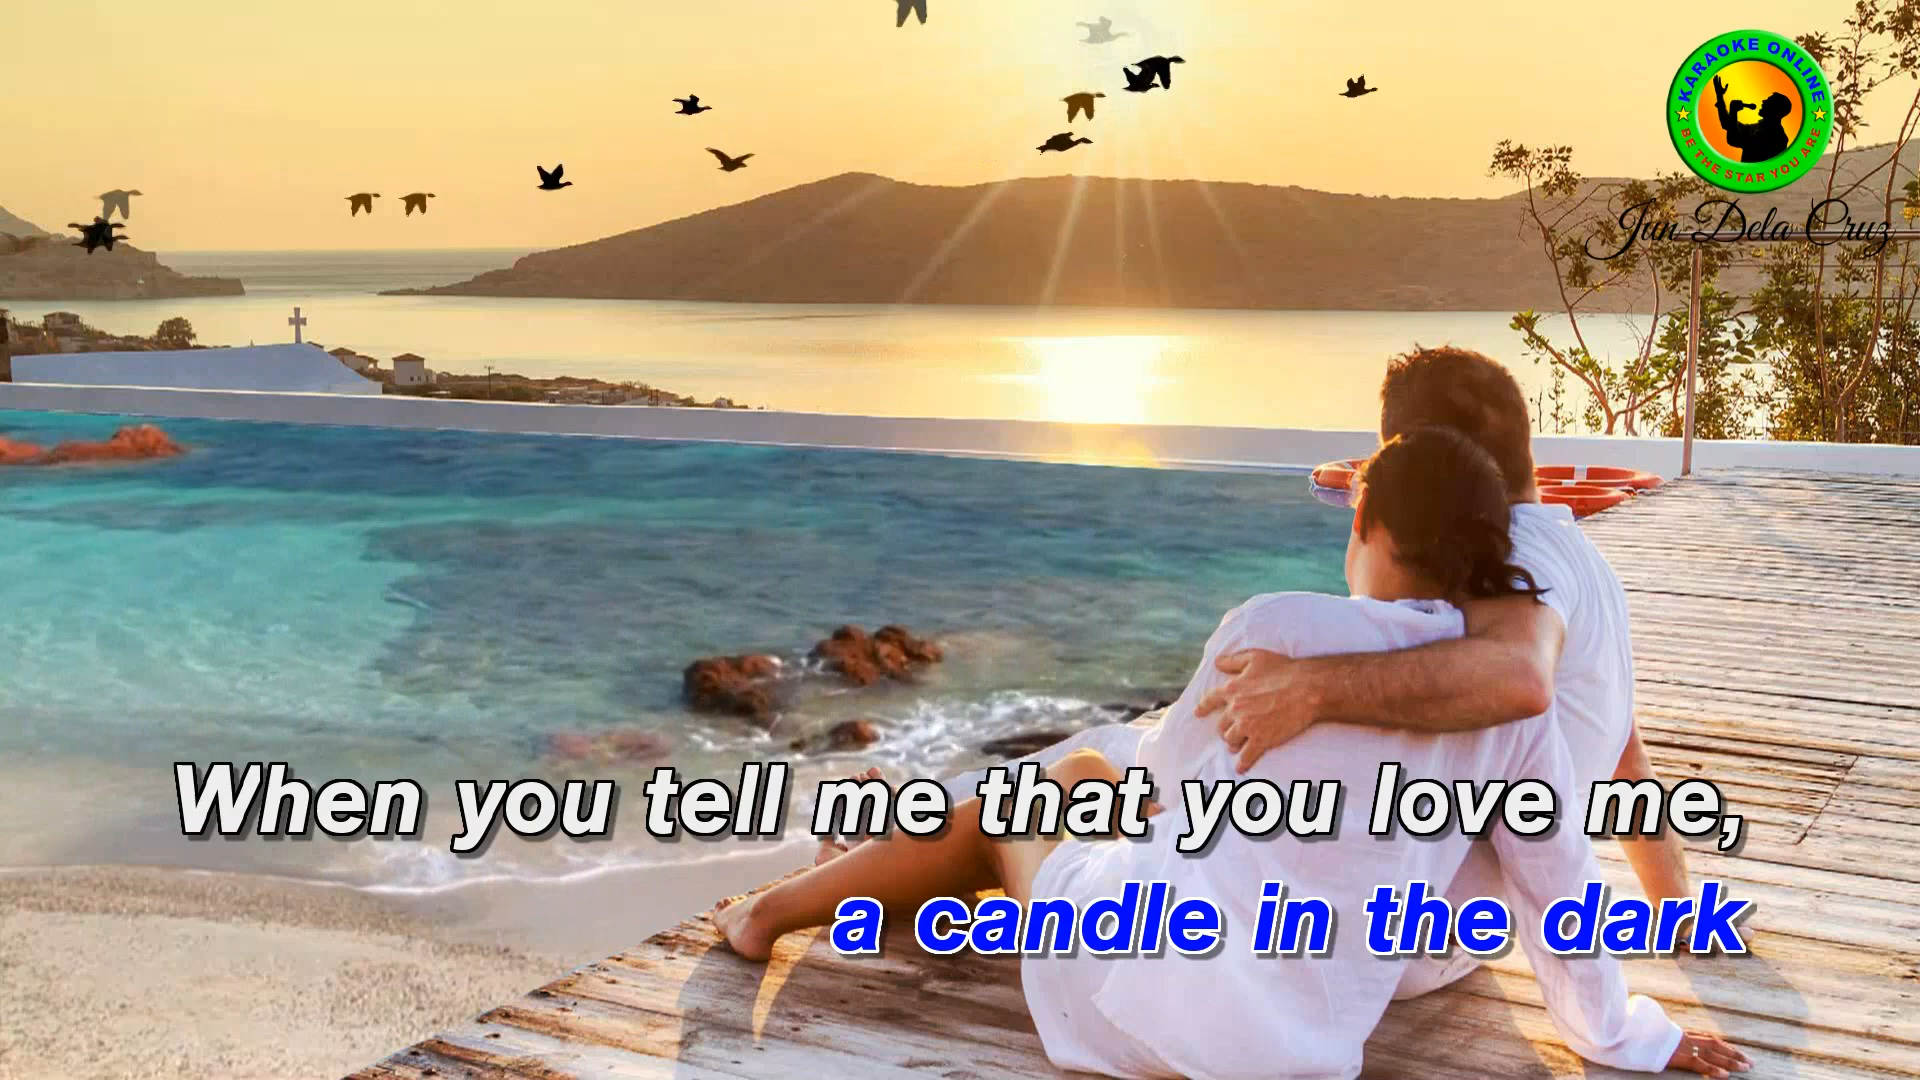 KARAOKE ONLINE
BE THE STAR YOU ARE
Jun Dela Cruz
When you tell me that you love me,
a candle in the dark